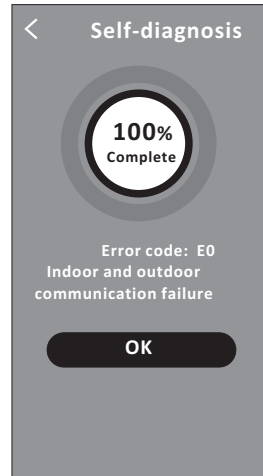 Self-diagnosis
100%
Complete
Error code: E0
Indoor and outdoor
communication failure
OK